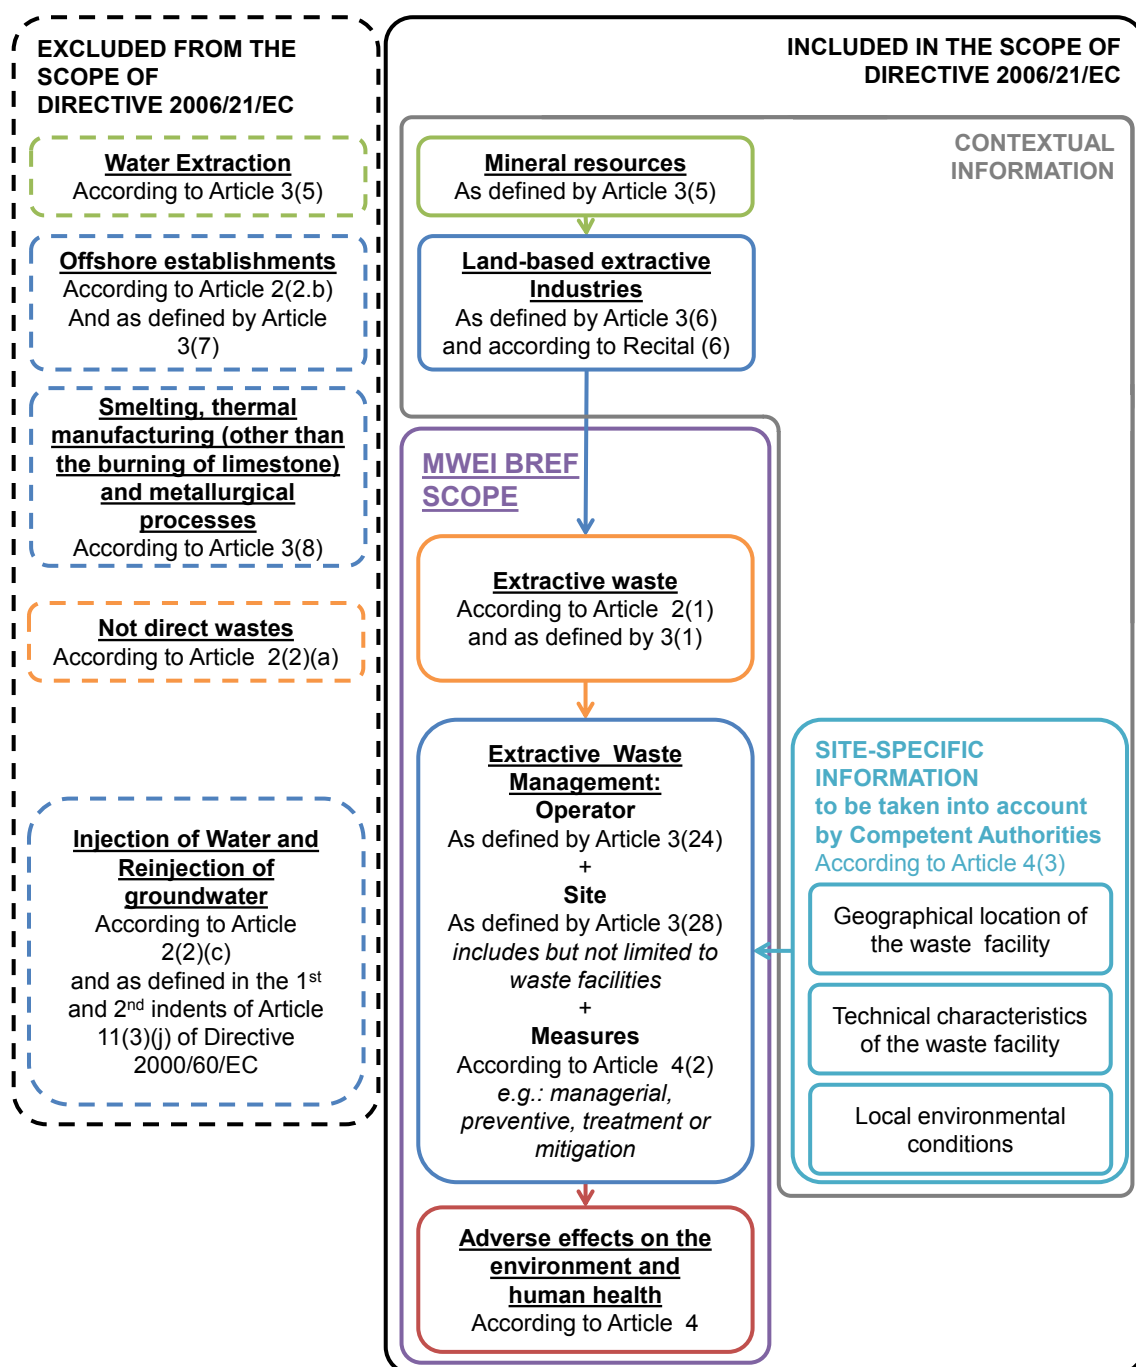 EXCLUDED FROM THE
SCOPE OF
DIRECTIVE 2006/21/EC
Water Extraction
According to Article 3(5)
Offshore establishments
According to Article 2(2.b)
And as defined by Article
3(7)
Smelting, thermal
manufacturing (other than
the burning of limestone)
and metallurgical
processes
According to Article 3(8)
Not direct wastes
According to Article 2(2)(a)
Injection of Water and
Reinjection of
groundwater
According to Article
2(2)(c)
and as defined in the 1st
and 2nd indents of Article
11(3)(j) of Directive
2000/60/EC
INCLUDED IN THE SCOPE OF
DIRECTIVE 2006/21/EC
CONTEXTUAL
INFORMATION
Mineral resources
As defined by Article 3(5)
Land-based extractive
Industries
As defined by Article 3(6)
and according to Recital (6)
MWEI BREF
SCOPE
Extractive waste
According to Article 2(1)
and as defined by 3(1)
Extractive Waste
Management:
Operator
As defined by Article 3(24)
+
Site
As defined by Article 3(28)
includes but not limited to
waste facilities
+
Measures
According to Article 4(2)
e.g.: managerial,
preventive, treatment or
mitigation
Adverse effects on the
environment and
human health
According to Article 4
SITE-SPECIFIC
INFORMATION
to be taken into account
by Competent Authorities
According to Article 4(3)
Geographical location of
the waste facility
Technical characteristics
of the waste facility
Local environmental
conditions